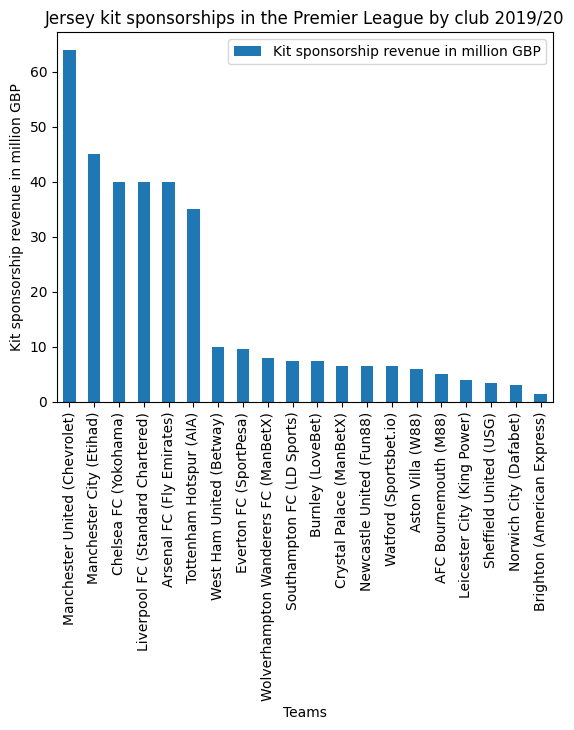 Jersey kit sponsorships in the Premier League by club 2019/20
Kit sponsorship revenue in million GBP
Kit sponsorship revenue in million GBP
60
50
40
30
20
10
0
Manchester United (Chevrolet)
Manchester City (Etihad)
Chelsea FC (Yokohama)
Liverpool FC (Standard Chartered)
Arsenal FC (Fly Emirates)
Tottenham Hotspur (AIA)
West Ham United (Betway)
Everton FC (SportPesa)
Wolverhampton Wanderers FC (ManBetX)
Southampton FC (LD Sports)
Burnley (LoveBet)
Crystal Palace (ManBetX)
Newcastle United (Fun88)
Watford (Sportsbet.io)
Aston Villa (W88)
AFC Bournemouth (M88)
Leicester City (King Power)
Sheffield United (USG)
Norwich City (Dafabet)
Brighton (American Express)
Teams